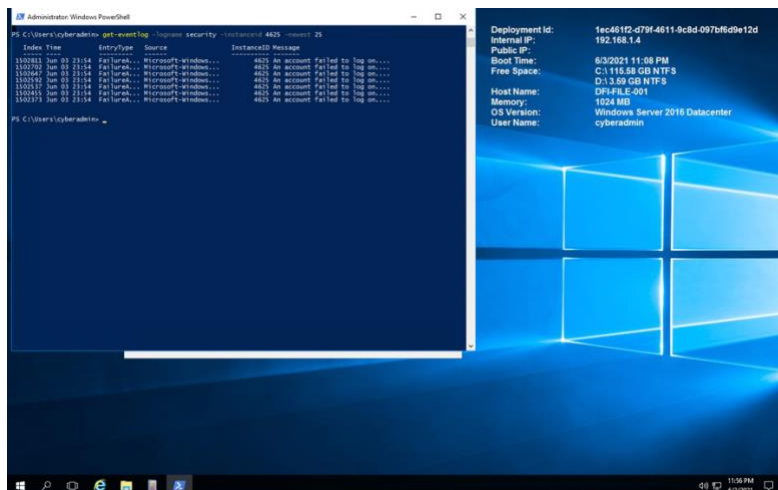 Administrator: Windows PowerShell
PS C:\Users\cyberadmin> get-eventlog -logname security -instanceid 4625 -newest 25
Index Time EntryType Source InstanceID Message
----- ---- --------- ------ ---------- -------
1502811 Jun 03 23:54 FailureA... Microsoft-Windows... 4625 An account failed to log on....
1502702 Jun 03 23:54 FailureA... Microsoft-Windows... 4625 An account failed to log on....
1502647 Jun 03 23:54 FailureA... Microsoft-Windows... 4625 An account failed to log on....
1502592 Jun 03 23:54 FailureA... Microsoft-Windows... 4625 An account failed to log on....
1502537 Jun 03 23:54 FailureA... Microsoft-Windows... 4625 An account failed to log on....
1502455 Jun 03 23:54 FailureA... Microsoft-Windows... 4625 An account failed to log on....
1502373 Jun 03 23:54 FailureA... Microsoft-Windows... 4625 An account failed to log on....
PS C:\Users\cyberadmin> _
Deployment Id: 1ec461f2-d79f-4611-9c8d-097bf6d9e12d
Internal IP: 192.168.1.4
Public IP:
Boot Time: 6/3/2021 11:08 PM
Free Space: C:\ 115.58 GB NTFS
D:\ 3.59 GB NTFS
Host Name: DFI-FILE-001
Memory: 1024 MB
OS Version: Windows Server 2016 Datacenter
User Name: cyberadmin
11:56 PM